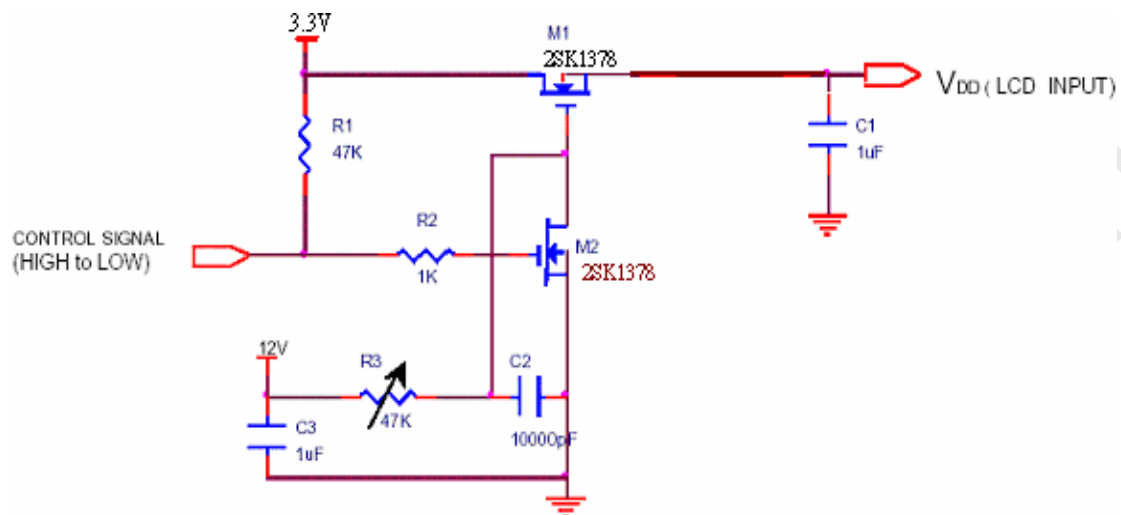 3.3V
M1
2SK1378
VDD ( LCD INPUT)
R1
47K
C1
1uF
CONTROL SIGNAL
(HIGH to LOW)
R2
1K
M2
2SK1378
12V
R3
47K
C2
10000pF
C3
1uF